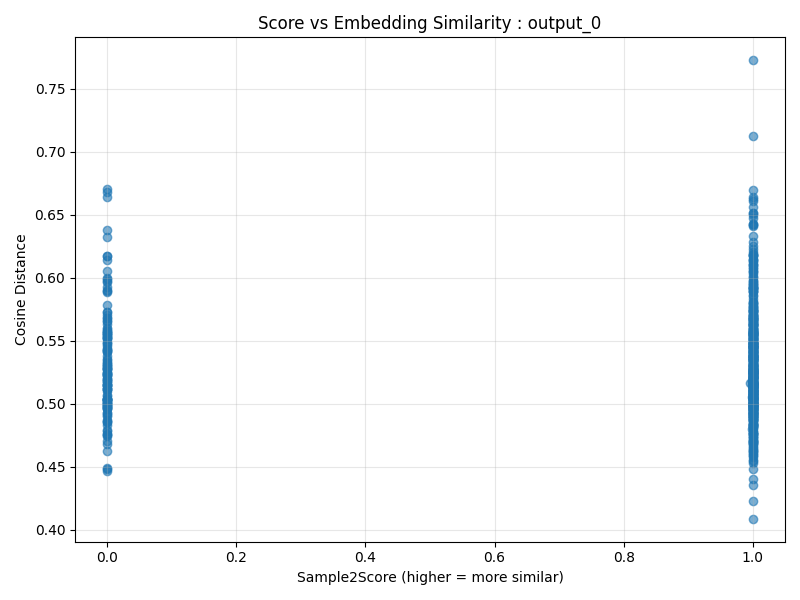 Score vs Embedding Similarity : output_0
Cosine Distance
0.75
0.70
0.65
0.60
0.55
0.50
0.45
0.40
0.0 0.2 0.4 0.6 0.8 1.0
Sample2Score (higher = more similar)